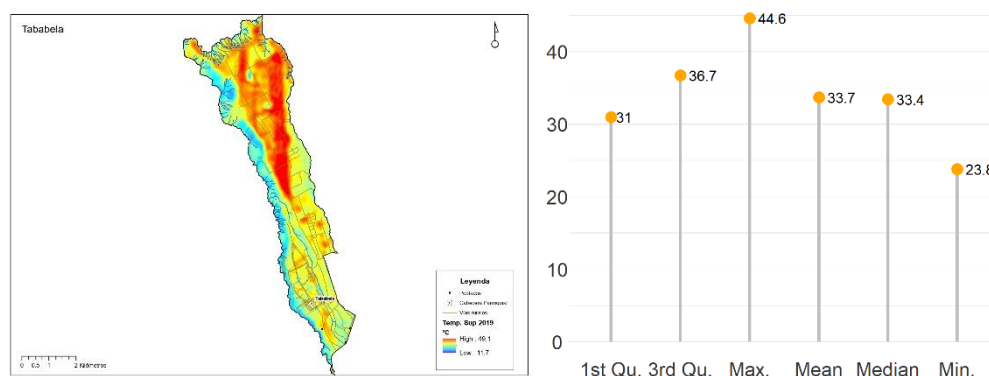 Tababela
Tababela
Leyenda
Poblados
Cabecera Parroquial
Vías
Temp. Sup 2019
°C
High : 49.1
Low : 11.7
0 0.5 1 2 Kilómetros
40
30
20
10
0
44.6
36.7
33.7
33.4
31
23.8
1st Qu. 3rd Qu. Max. Mean Median Min.